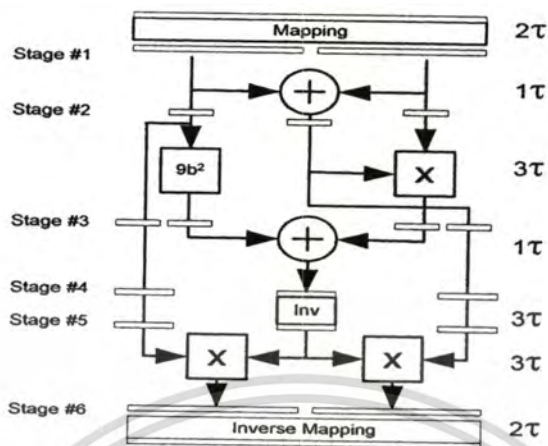 Mapping 2τ
Stage #1
+ 1τ
Stage #2
9b² X 3τ
Stage #3
+ 1τ
Stage #4
Inv 3τ
Stage #5
X X 3τ
Stage #6
Inverse Mapping 2τ